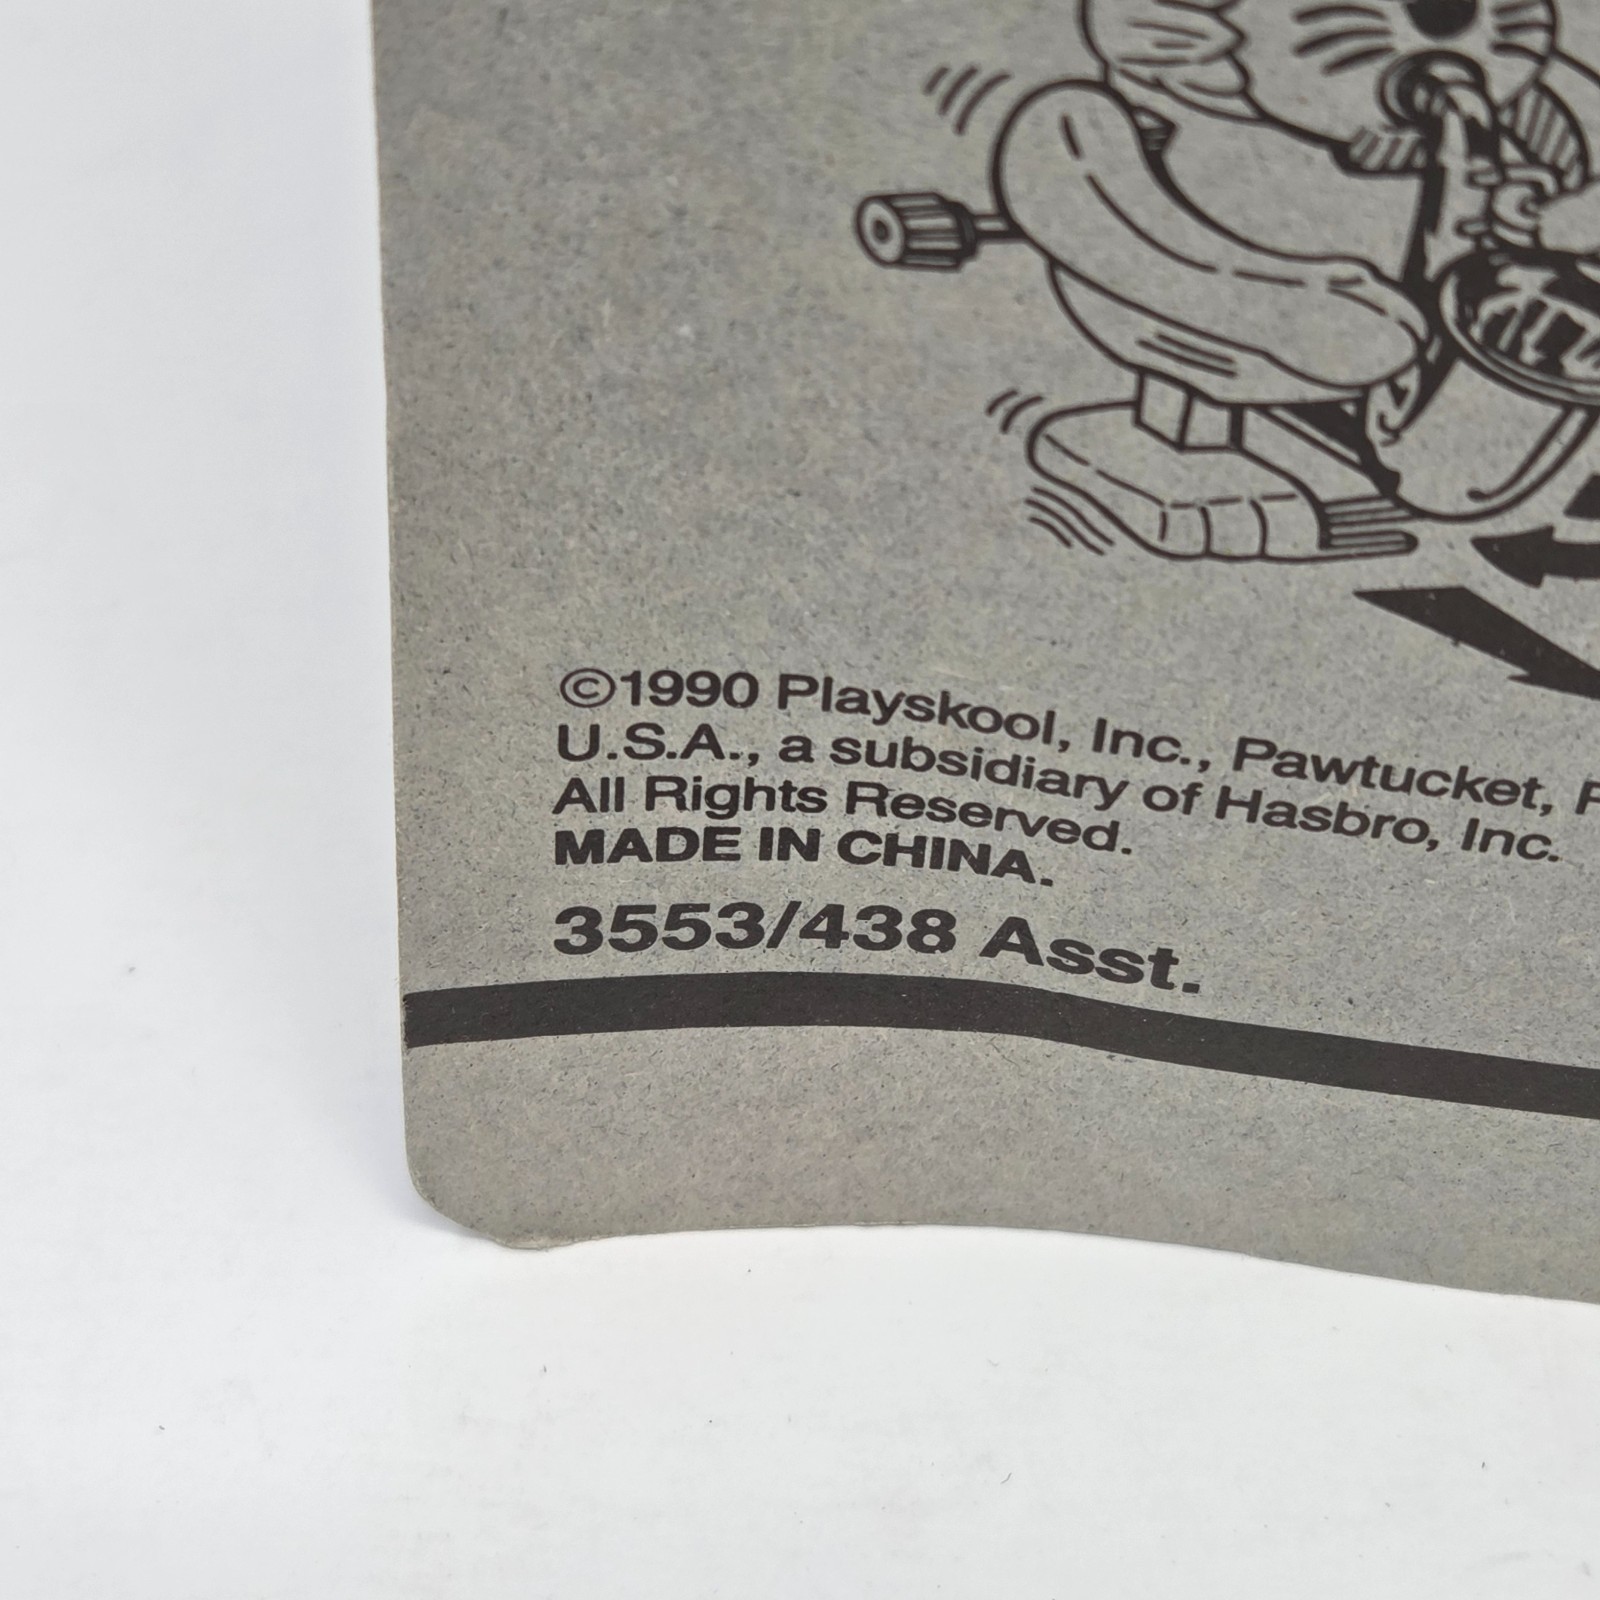 ©1990 Playskool, Inc., Pawtucket,
U.S.A., a subsidiary of Hasbro, Inc.
All Rights Reserved.
MADE IN CHINA.
3553/438 Asst.